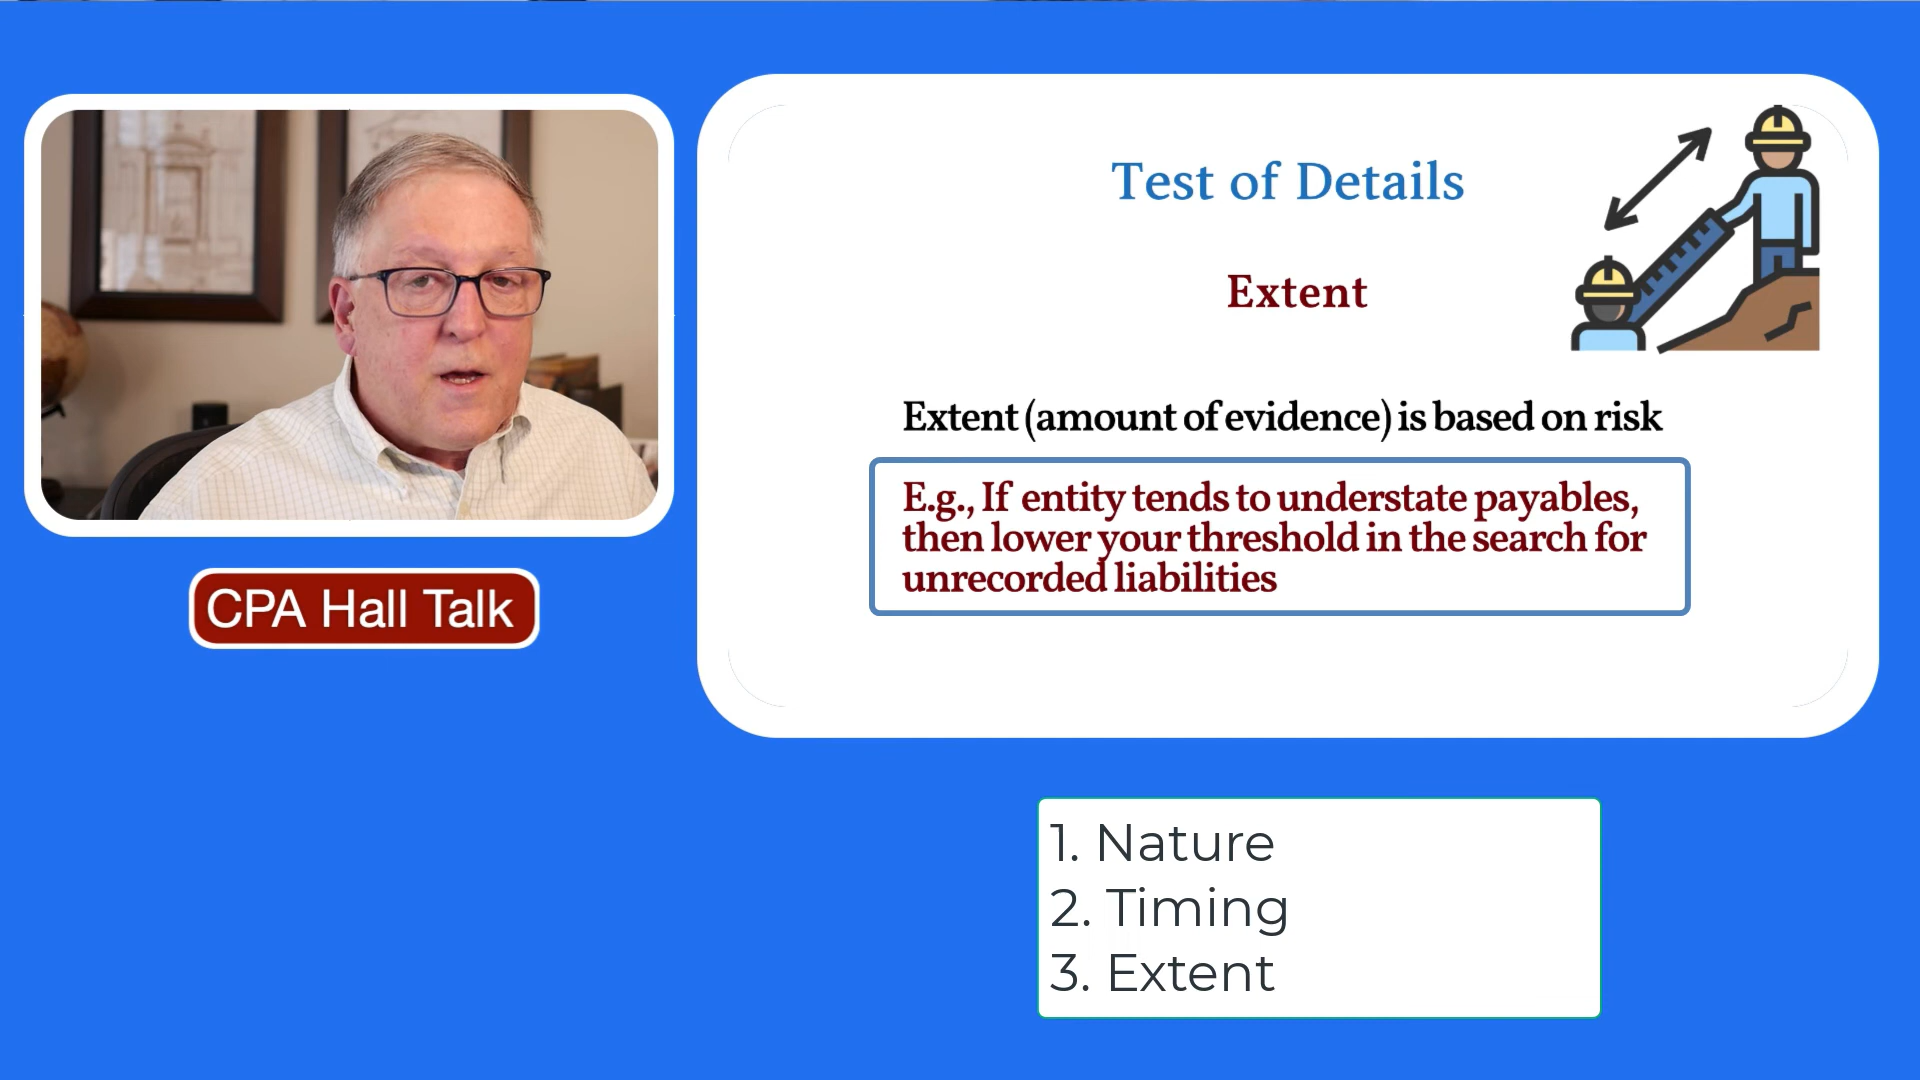 Test of Details
Extent
Extent (amount of evidence) is based on risk
E.g., If entity tends to understate payables,
then lower your threshold in the search for
unrecorded liabilities
CPA Hall Talk
1. Nature
2. Timing
3. Extent